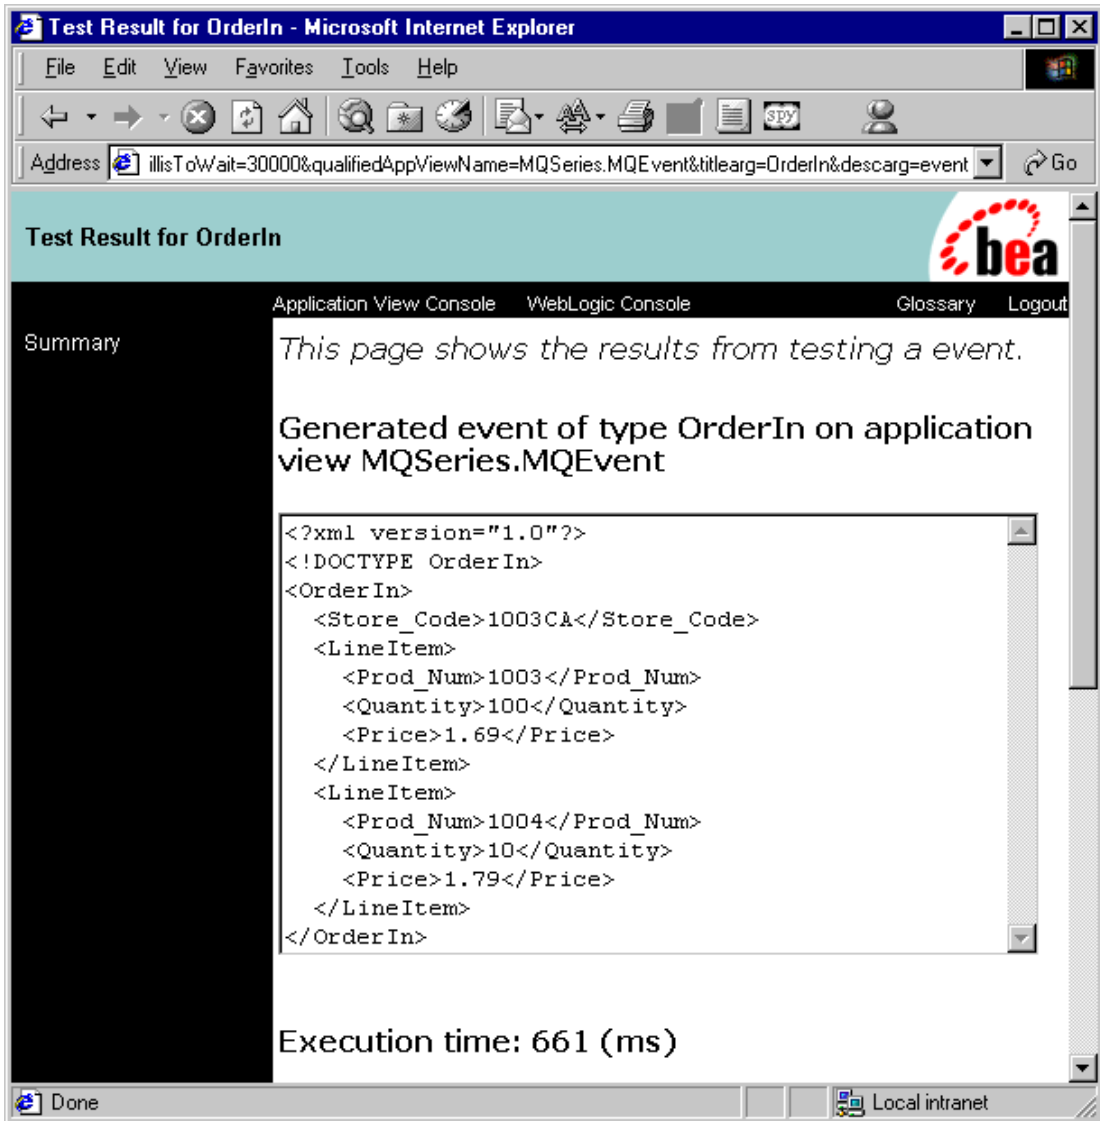 Test Result for OrderIn - Microsoft Internet Explorer
File Edit View Favorites Tools Help
SPY
Address illisToWait=30000&qualifiedAppViewName=MQSeries.MQEvent&titlearg=OrderIn&descarg=event Go
Test Result for OrderIn
bea
Application View Console WebLogic Console Glossary Logout
Summary
This page shows the results from testing a event.
Generated event of type OrderIn on application
view MQSeries.MQEvent
<?xml version="1.0"?>
<!DOCTYPE OrderIn>
<OrderIn>
  <Store_Code>1003CA</Store_Code>
  <LineItem>
    <Prod_Num>1003</Prod_Num>
    <Quantity>100</Quantity>
    <Price>1.69</Price>
  </LineItem>
  <LineItem>
    <Prod_Num>1004</Prod_Num>
    <Quantity>10</Quantity>
    <Price>1.79</Price>
  </LineItem>
</OrderIn>
Execution time: 661 (ms)
Done Local intranet